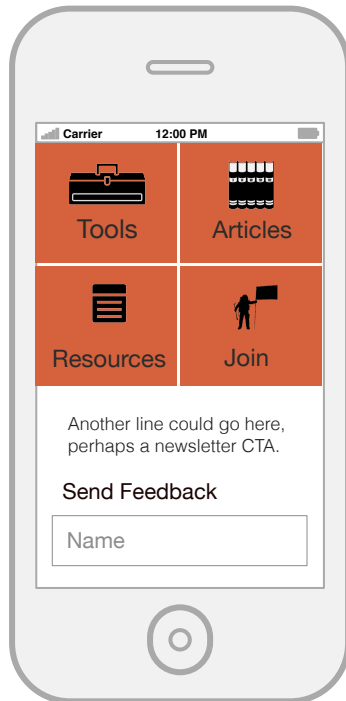 Carrier 12:00 PM
Tools Articles
Resources Join
Another line could go here,
perhaps a newsletter CTA.
Send Feedback
Name